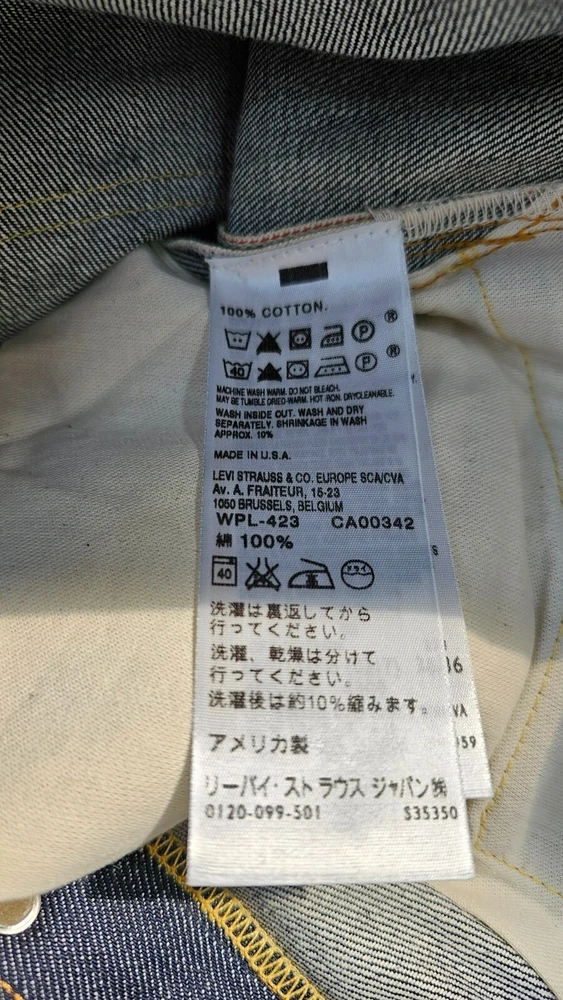 100% COTTON.
40
MACHINE WASH WARM. DO NOT BLEACH.
MAY BE TUMBLE DRIED-WARM. HOT IRON. DRYCLEANABLE.
WASH INSIDE OUT. WASH AND DRY
SEPARATELY. SHRINKAGE IN WASH
APPROX. 10%
MADE IN U.S.A.
LEVI STRAUSS & CO. EUROPE SCA/CVA
Av. A. FRAITEUR, 15-23
1050 BRUSSELS, BELGIUM
WPL-423 CA00342
綿 100%
40 ドライ
洗濯は裏返してから
行ってください。
洗濯、乾燥は分けて
行ってください。
洗濯後は約10%縮みます。
アメリカ製
リーバイ・ストラウス ジャパン㈱
0120-099-501 S35350